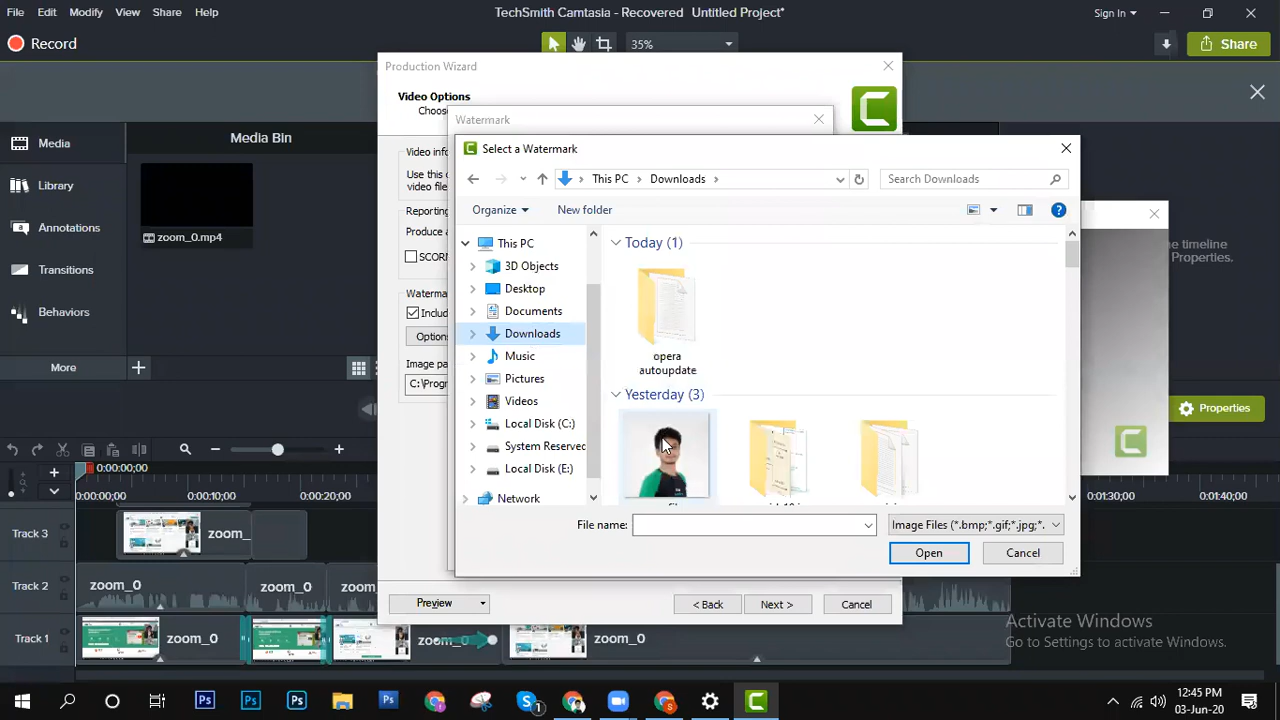 File Edit Modify View Share Help
TechSmith Camtasia - Recovered Untitled Project*
Sign In
Record
35%
Share
Production Wizard
Video Options
Choose
Watermark
Select a Watermark
This PC Downloads
Search Downloads
Organize New folder
Media
Library
Annotations
Transitions
Behaviors
More
Media Bin
zoom_0.mp4
Video info
Use this
video file
Reporting
Produce a
SCORM
Waterma
Includ
Options
Image pa
C:\Progr
This PC
3D Objects
Desktop
Documents
Downloads
Music
Pictures
Videos
Local Disk (C:)
System Reserved
Local Disk (E:)
Network
Today (1)
opera
autoupdate
Yesterday (3)
File name:
Image Files (*.bmp;*.gif;*.jpg;*.
Open Cancel
he timeline
Properties.
Properties
Preview < Back Next > Cancel
0:00:00;00
0:00:00;00 0:00:10;00 0:00:20;00 0:01:30;00 0:01:40;00
Track 3 zoom_
Track 2 zoom_0 zoom_0 zoom_0
Track 1 zoom_0 zoom_0 zoom_0 zoom_0
Activate Windows
Go to Settings to activate Windows.
12:45 PM
03-Jun-20